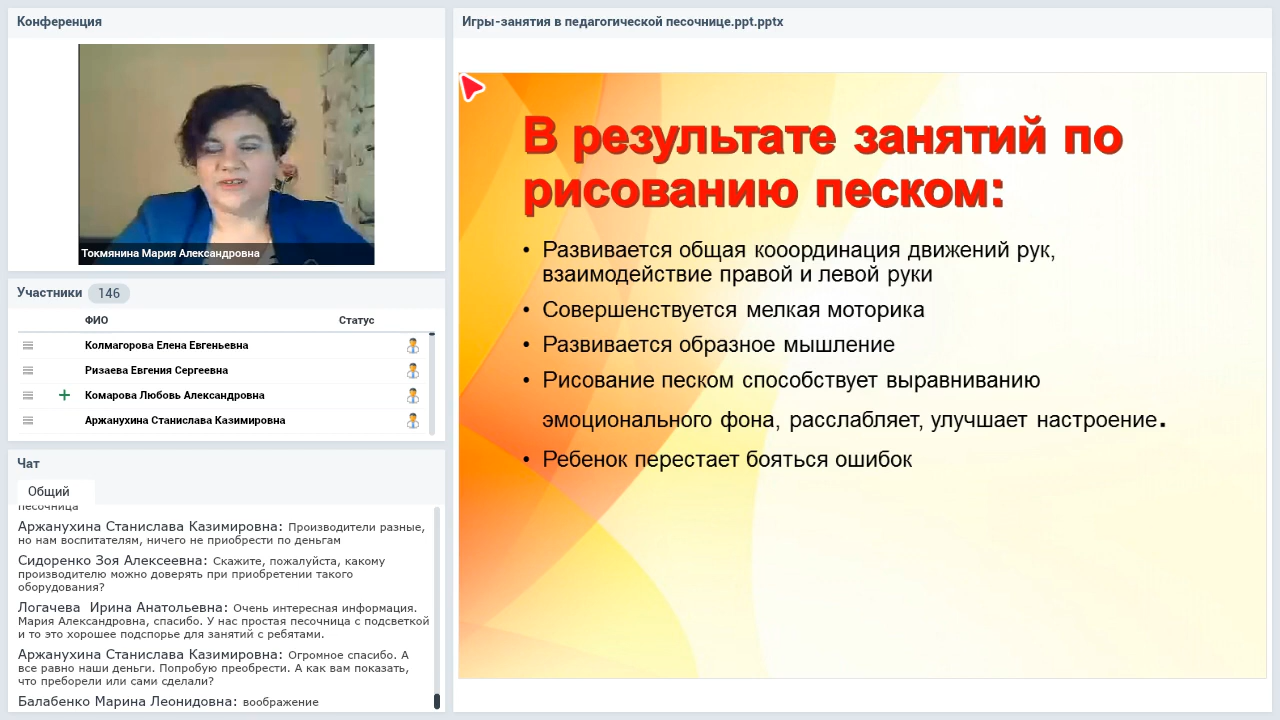 Конференция
Токмянина Мария Александровна
Участники 146
ФИО Статус
Колмагорова Елена Евгеньевна
Ризаева Евгения Сергеевна
Комарова Любовь Александровна
Аржанухина Станислава Казимировна
Чат
Общий
песочница
Аржанухина Станислава Казимировна: Производители разные,
но нам воспитателям, ничего не приобрести по деньгам
Сидоренко Зоя Алексеевна: Скажите, пожалуйста, какому
производителю можно доверять при приобретении такого
оборудования?
Логачева Ирина Анатольевна: Очень интересная информация.
Мария Александровна, спасибо. У нас простая песочница с подсветкой
и то это хорошее подспорье для занятий с ребятами.
Аржанухина Станислава Казимировна: Огромное спасибо. А
все равно наши деньги. Попробую преобрести. А как вам показать,
что преборели или сами сделали?
Балабенко Марина Леонидовна: воображение
Игры-занятия в педагогической песочнице.ppt.pptx
В результате занятий по
рисованию песком:
• Развивается общая кооординация движений рук,
взаимодействие правой и левой руки
• Совершенствуется мелкая моторика
• Развивается образное мышление
• Рисование песком способствует выравниванию
эмоционального фона, расслабляет, улучшает настроение.
• Ребенок перестает бояться ошибок